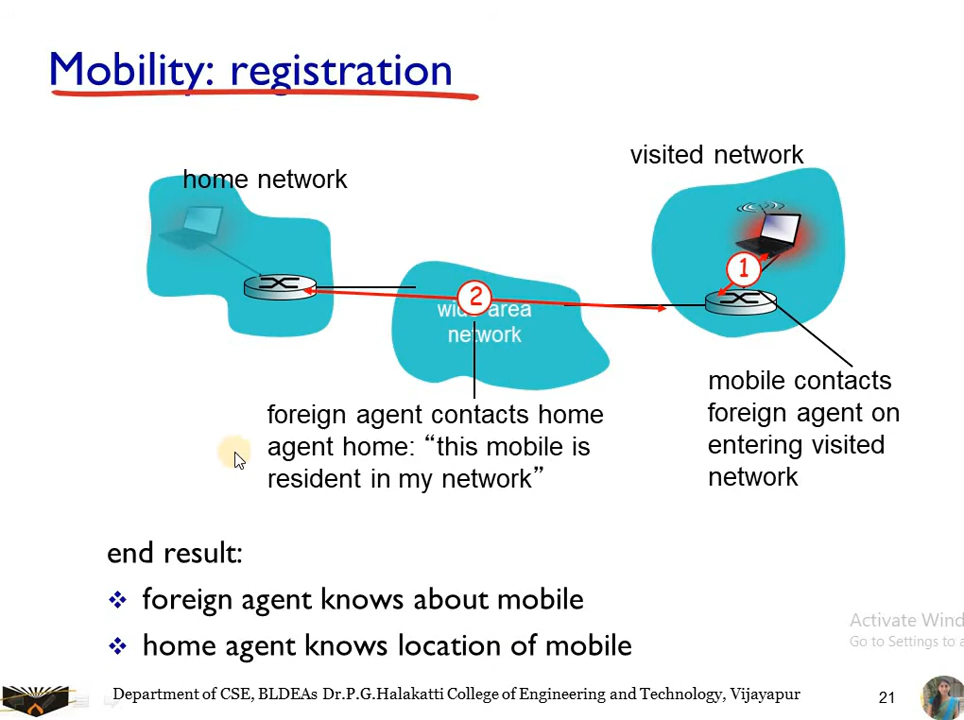 Mobility: registration
visited network
home network
1
2
wide area
network
mobile contacts
foreign agent on
entering visited
network
foreign agent contacts home
agent home: “this mobile is
resident in my network”
end result:
foreign agent knows about mobile
home agent knows location of mobile
Activate Wind
Go to Settings to a
Department of CSE, BLDEAs Dr.P.G.Halakatti College of Engineering and Technology, Vijayapur
21